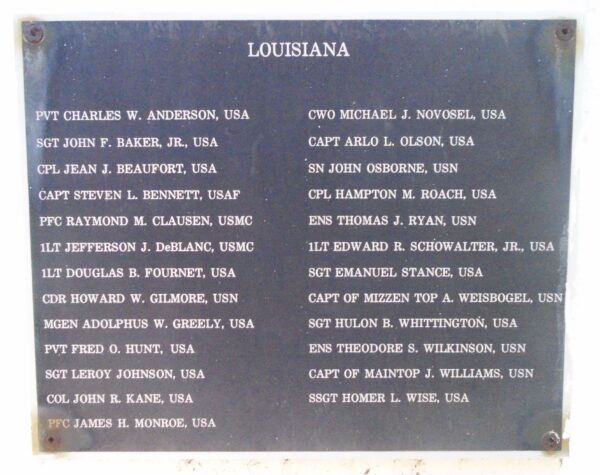 LOUISIANA
PVT CHARLES W. ANDERSON, USA
SGT JOHN F. BAKER, JR., USA
CPL JEAN J. BEAUFORT, USA
CAPT STEVEN L. BENNETT, USAF
PFC RAYMOND M. CLAUSEN, USMC
1LT JEFFERSON J. DeBLANC, USMC
1LT DOUGLAS B. FOURNET, USA
CDR HOWARD W. GILMORE, USN
MGEN ADOLPHUS W. GREELY, USA
PVT FRED O. HUNT, USA
SGT LEROY JOHNSON, USA
COL JOHN R. KANE, USA
PFC JAMES H. MONROE, USA
CWO MICHAEL J. NOVOSEL, USA
CAPT ARLO L. OLSON, USA
SN JOHN OSBORNE, USN
CPL HAMPTON M. ROACH, USA
ENS THOMAS J. RYAN, USN
1LT EDWARD R. SCHOWALTER, JR., USA
SGT EMANUEL STANCE, USA
CAPT OF MIZZEN TOP A. WEISBOGEL, USN
SGT HULON B. WHITTINGTON, USA
ENS THEODORE S. WILKINSON, USN
CAPT OF MAINTOP J. WILLIAMS, USN
SSGT HOMER L. WISE, USA